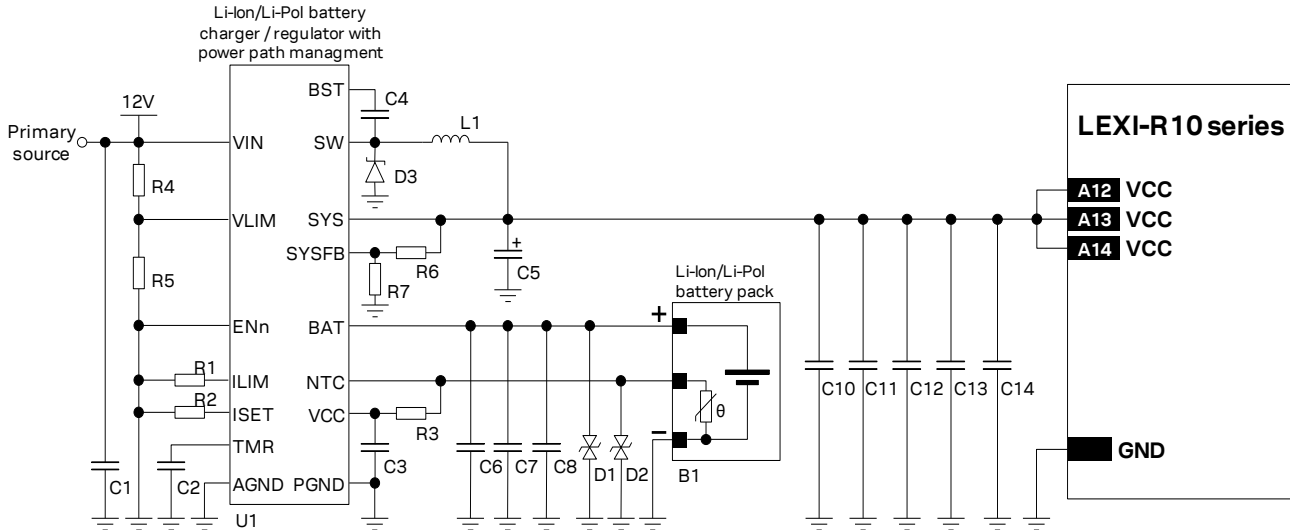 Li-Ion/Li-Pol battery
charger / regulator with
power path managment
12V
Primary
source
VIN
R4
VLIM
R5
ENn
R1
ILIM
R2
ISET
TMR
C1
C2
AGND
U1
BST
C4
SW
L1
D3
SYS
SYSFB
R6
R7
+
C5
BAT
NTC
VCC
R3
C3
PGND
C6
C7
C8
D1
D2
Li-Ion/Li-Pol
battery pack
+
θ
–
B1
C10
C11
C12
C13
C14
LEXI-R10 series
A12 VCC
A13 VCC
A14 VCC
GND